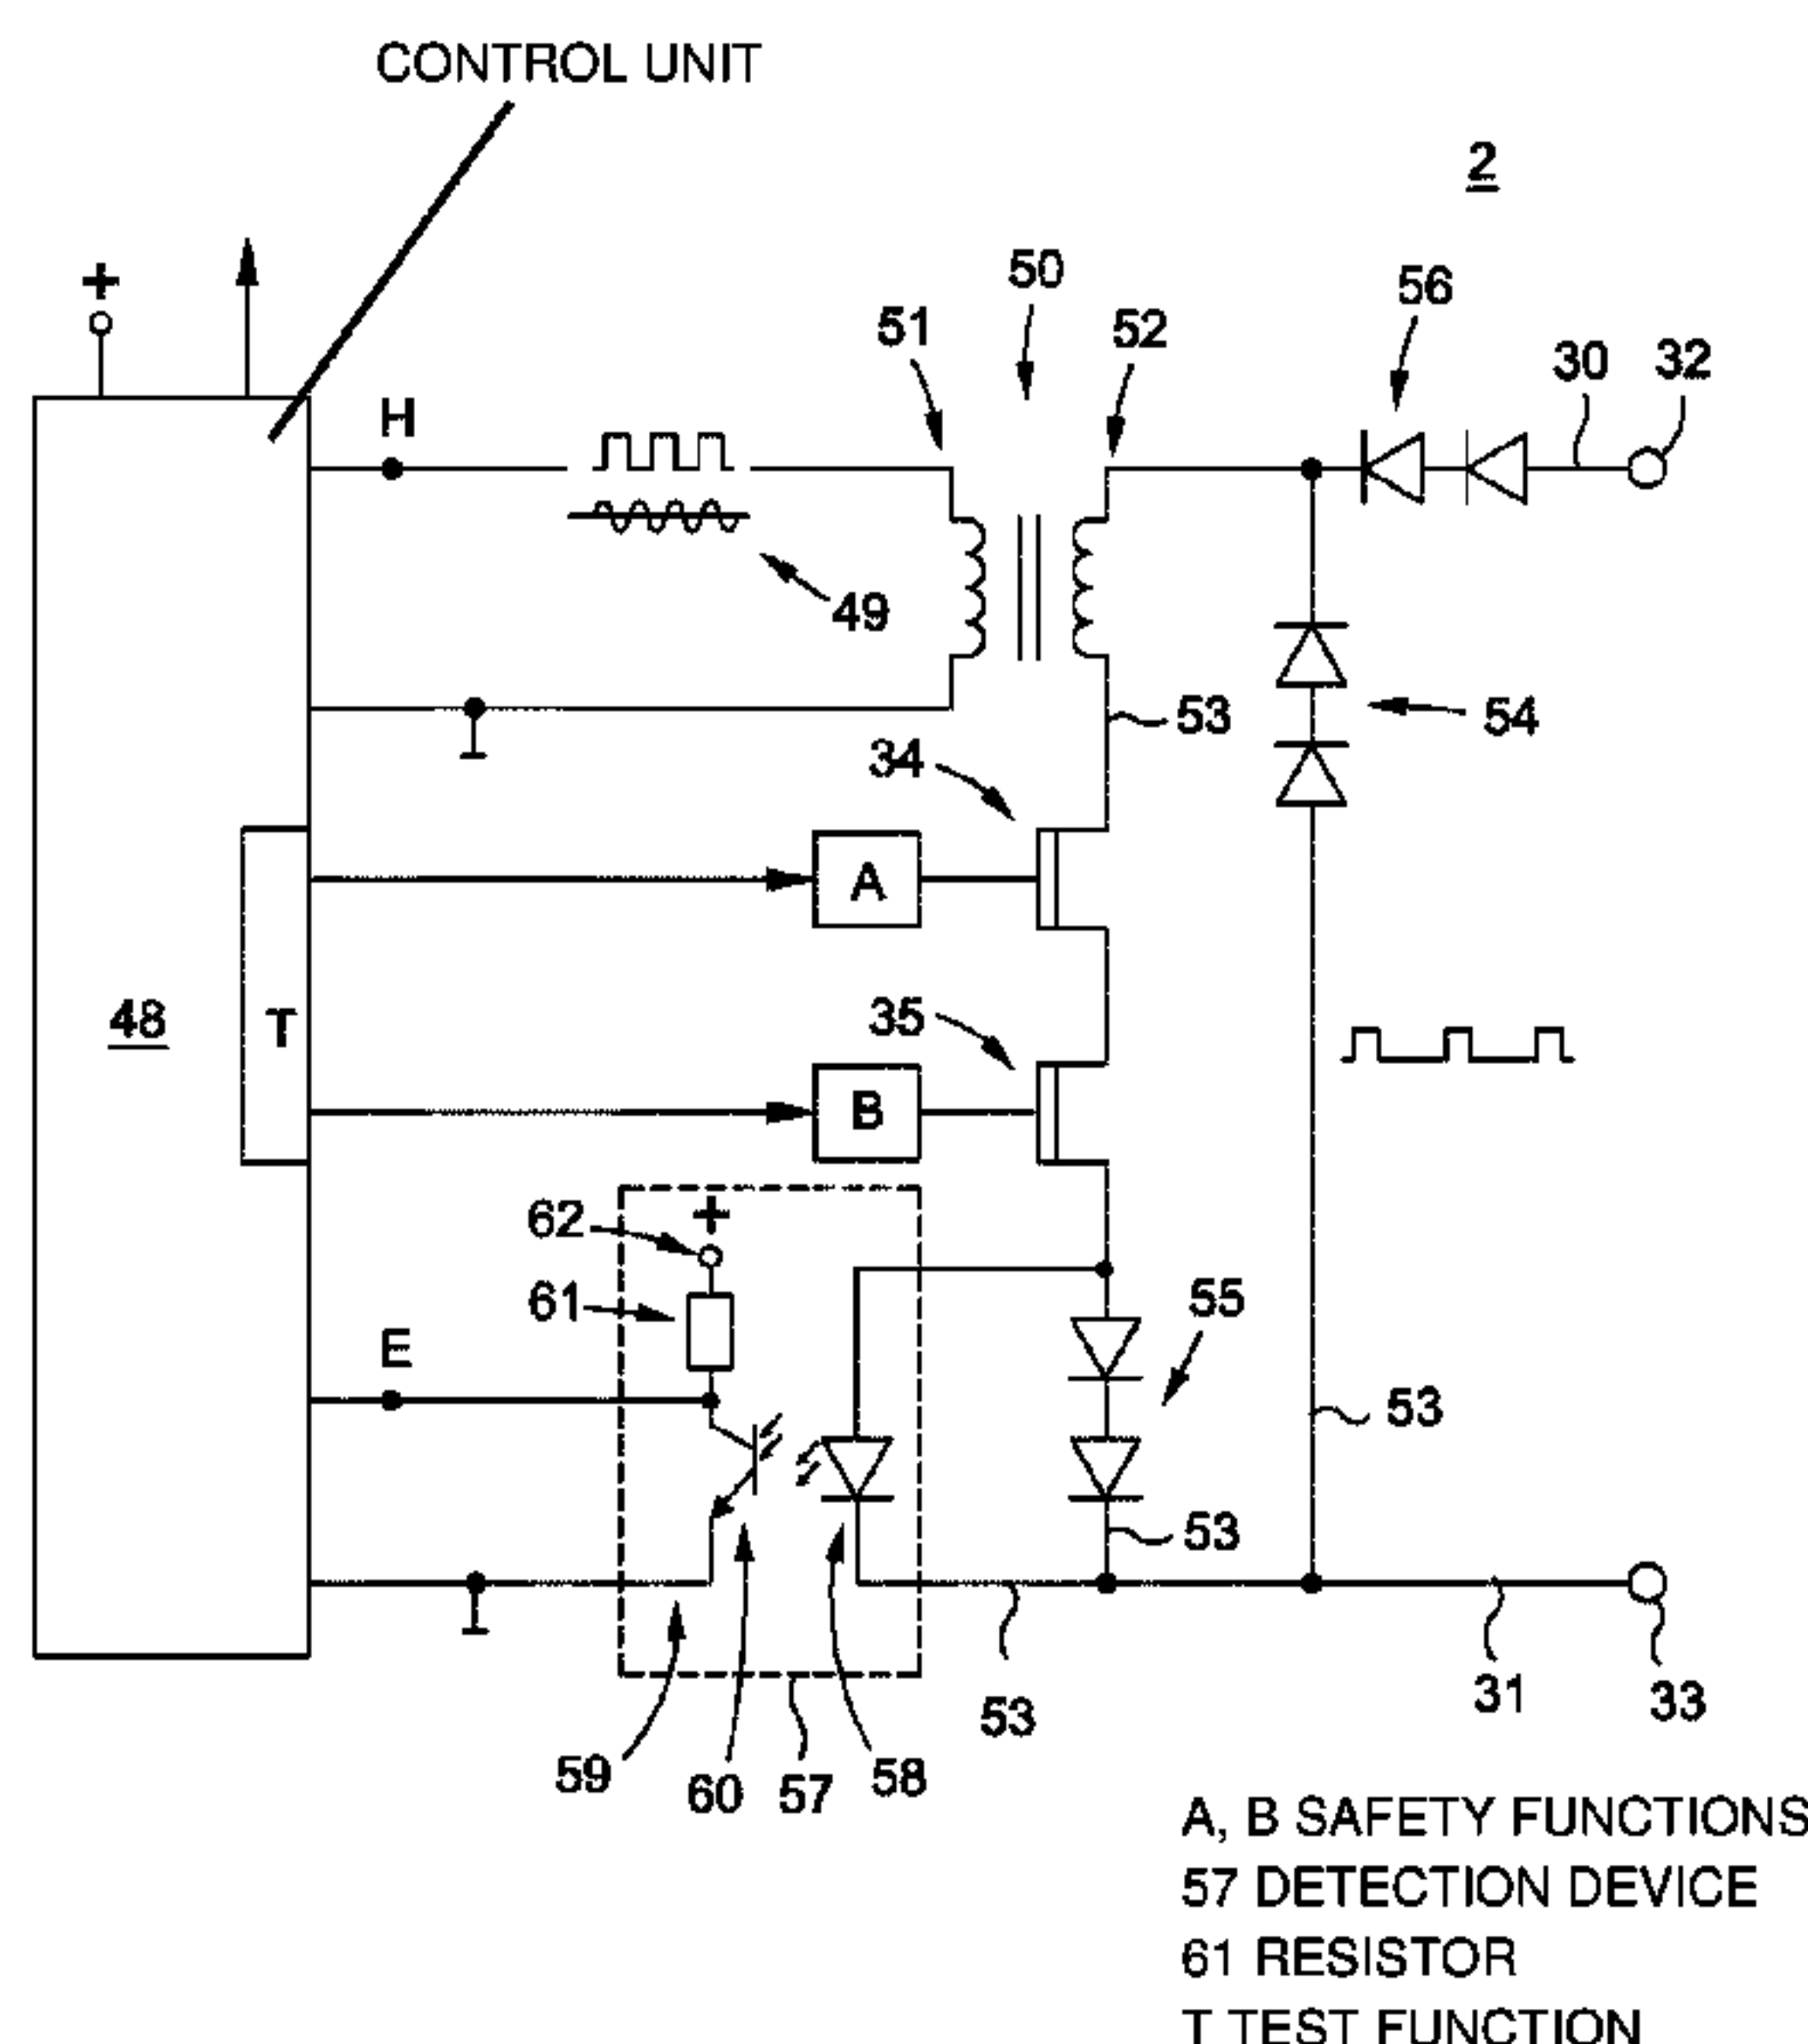 CONTROL UNIT
2
+
50
56
51
52
30
32
H
49
53
54
34
A
48
T
35
B
62
+
61
55
E
53
53
53
31
33
59
60
57
58
A, B SAFETY FUNCTIONS
57 DETECTION DEVICE
61 RESISTOR
T TEST FUNCTION